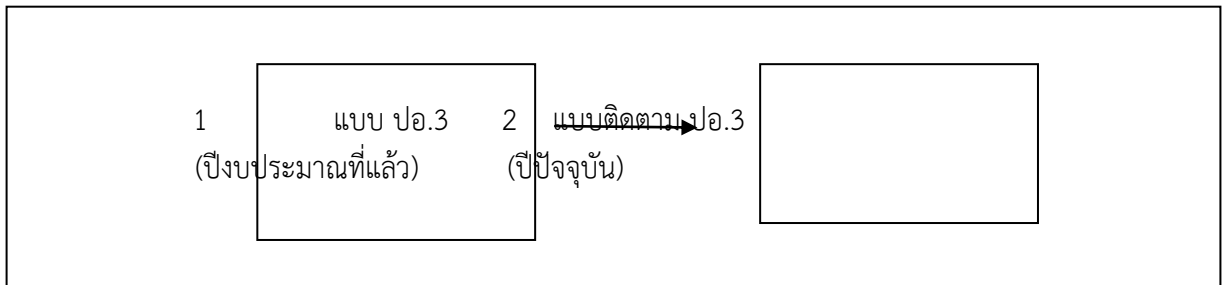 1 แบบ ปอ.3 2 แบบติดตาม ปอ.3
(ปีงบประมาณที่แล้ว) (ปีปัจจุบัน)